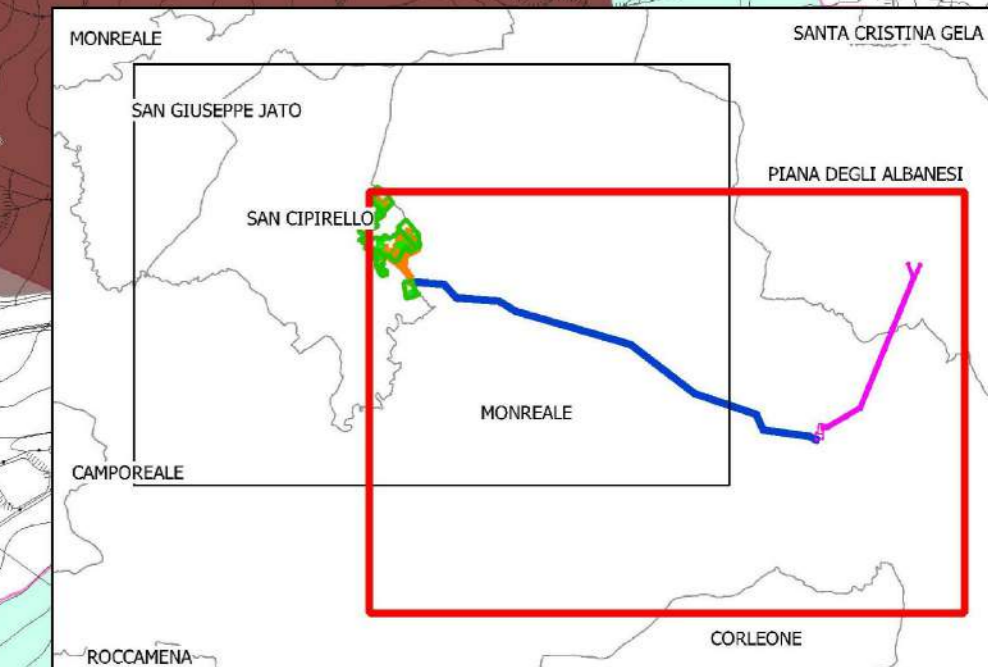 MONREALE
SANTA CRISTINA GELA
SAN GIUSEPPE JATO
PIANA DEGLI ALBANESI
SAN CIPIRELLO
MONREALE
CAMPOREALE
CORLEONE
ROCCAMENA